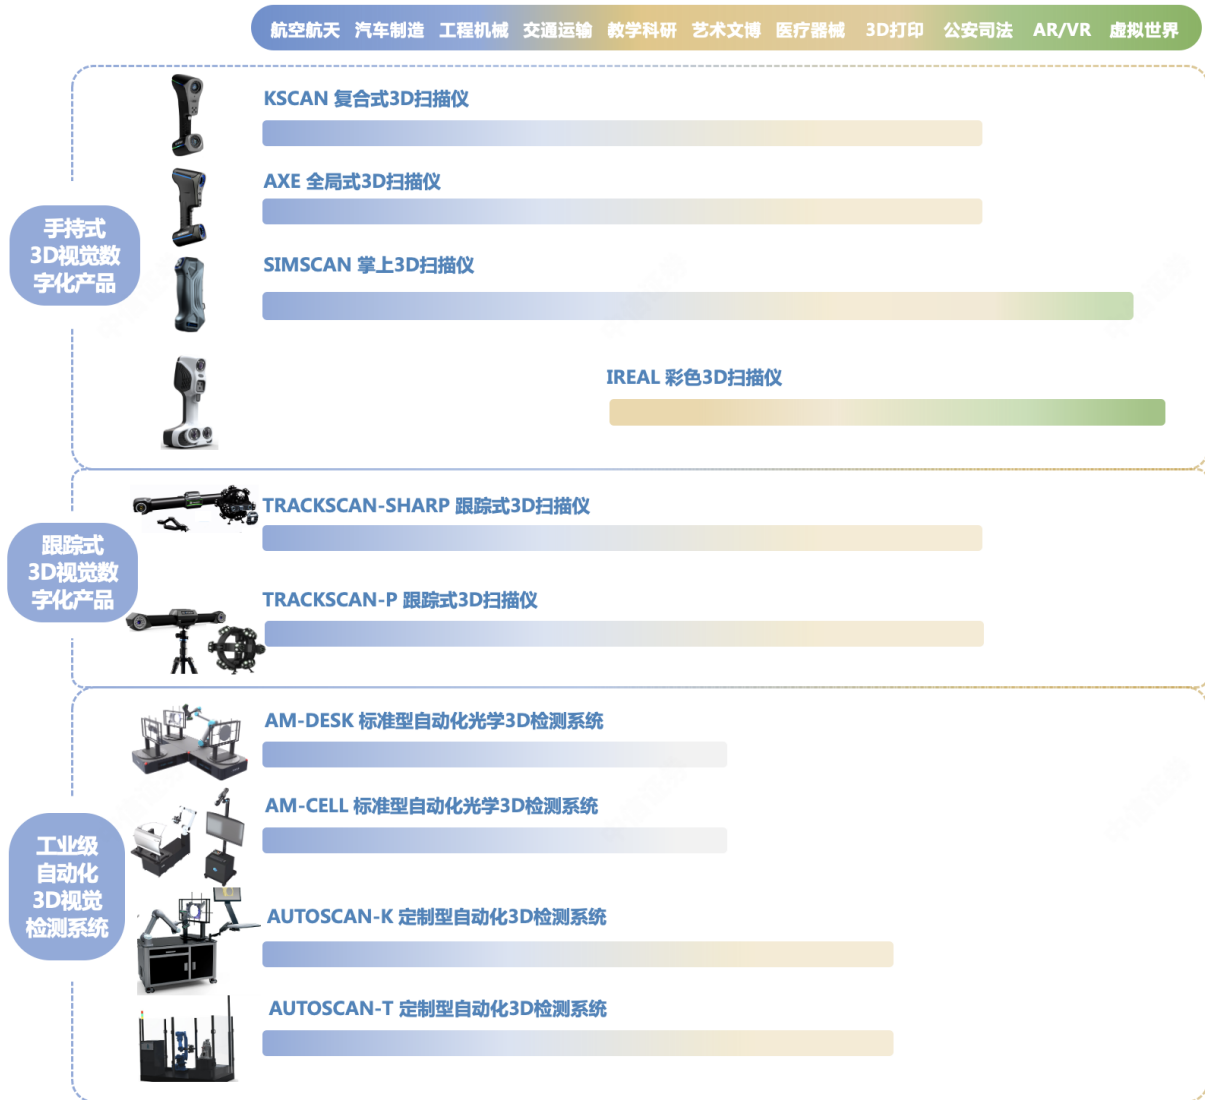 航空航天 汽车制造 工程机械 交通运输 教学科研 艺术文博 医疗器械 3D打印 公安司法 AR/VR 虚拟世界
手持式
3D视觉数
字化产品
KSCAN 复合式3D扫描仪
AXE 全局式3D扫描仪
SIMSCAN 掌上3D扫描仪
IREAL 彩色3D扫描仪
跟踪式
3D视觉数
字化产品
TRACKSCAN-SHARP 跟踪式3D扫描仪
TRACKSCAN-P 跟踪式3D扫描仪
工业级
自动化
3D视觉
检测系统
AM-DESK 标准型自动化光学3D检测系统
AM-CELL 标准型自动化光学3D检测系统
AUTOSCAN-K 定制型自动化3D检测系统
AUTOSCAN-T 定制型自动化3D检测系统